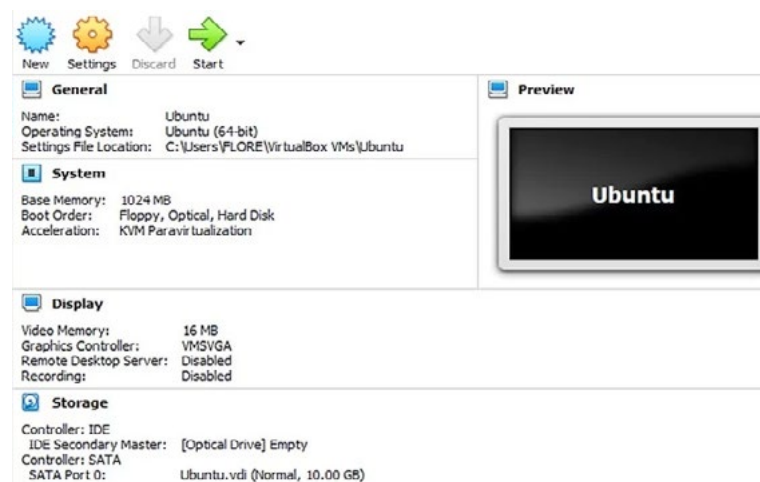 New Settings Discard Start
General
Name: Ubuntu
Operating System: Ubuntu (64-bit)
Settings File Location: C:\Users\FLORE\VirtualBox VMs\Ubuntu
System
Base Memory: 1024 MB
Boot Order: Floppy, Optical, Hard Disk
Acceleration: KVM Paravirtualization
Preview
Ubuntu
Display
Video Memory: 16 MB
Graphics Controller: VMSVGA
Remote Desktop Server: Disabled
Recording: Disabled
Storage
Controller: IDE
IDE Secondary Master: [Optical Drive] Empty
Controller: SATA
SATA Port 0: Ubuntu.vdi (Normal, 10.00 GB)